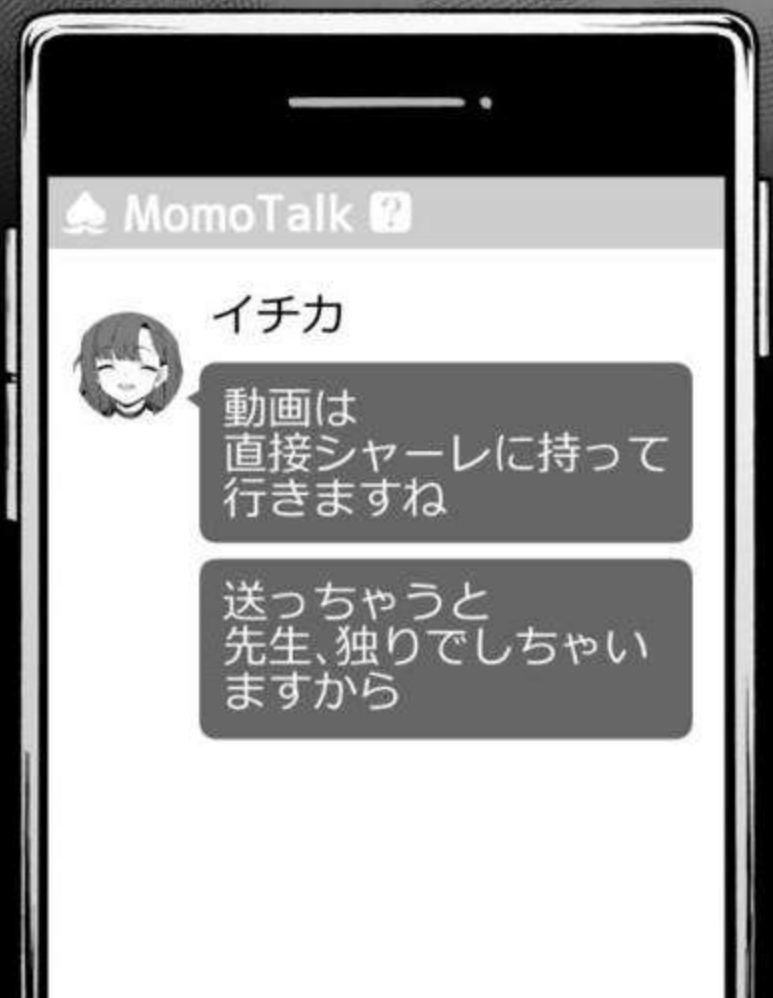 MomoTalk ?
イチカ
動画は
直接シャーレに持って
行きますね
送っちゃうと
先生、独りでしちゃい
ますから